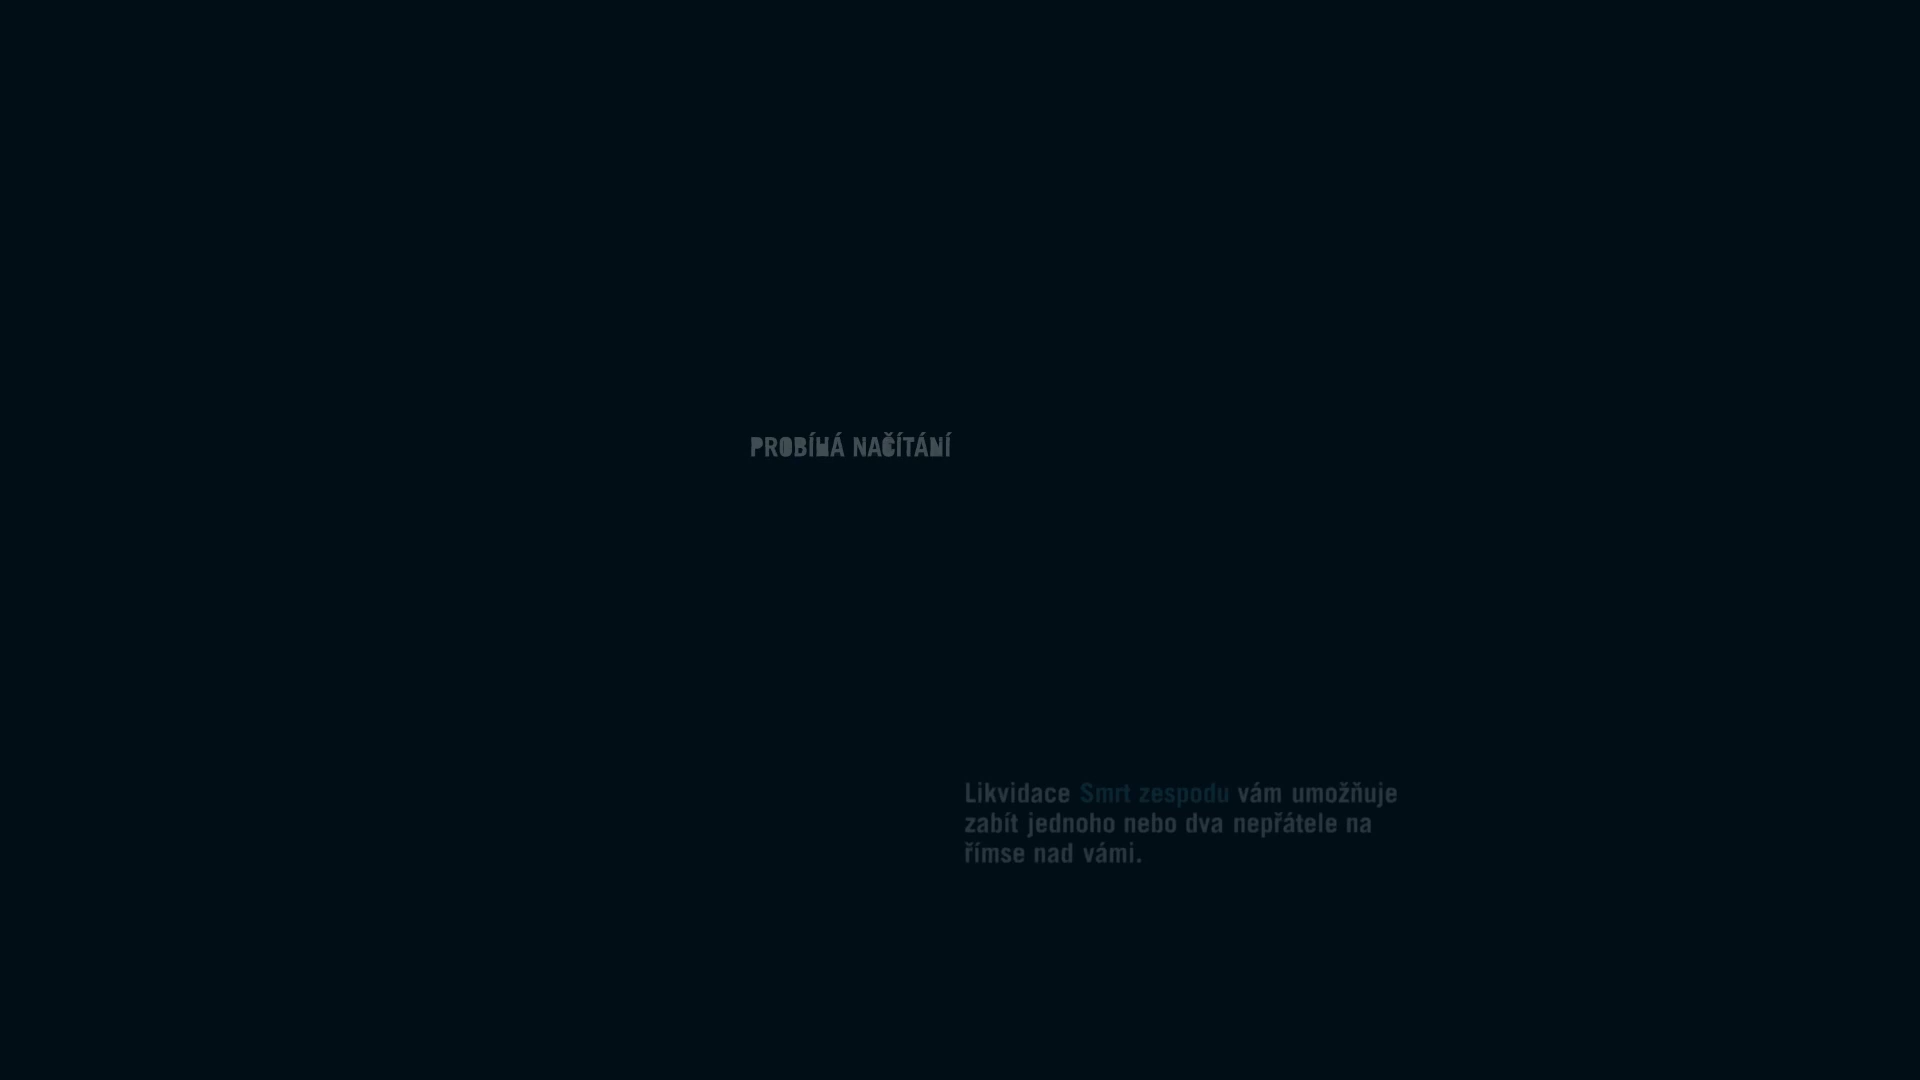 PROBÍHÁ NAČÍTÁNÍ
Likvidace Smrt zespodu vám umožňuje
zabít jednoho nebo dva nepřátele na
římse nad vámi.